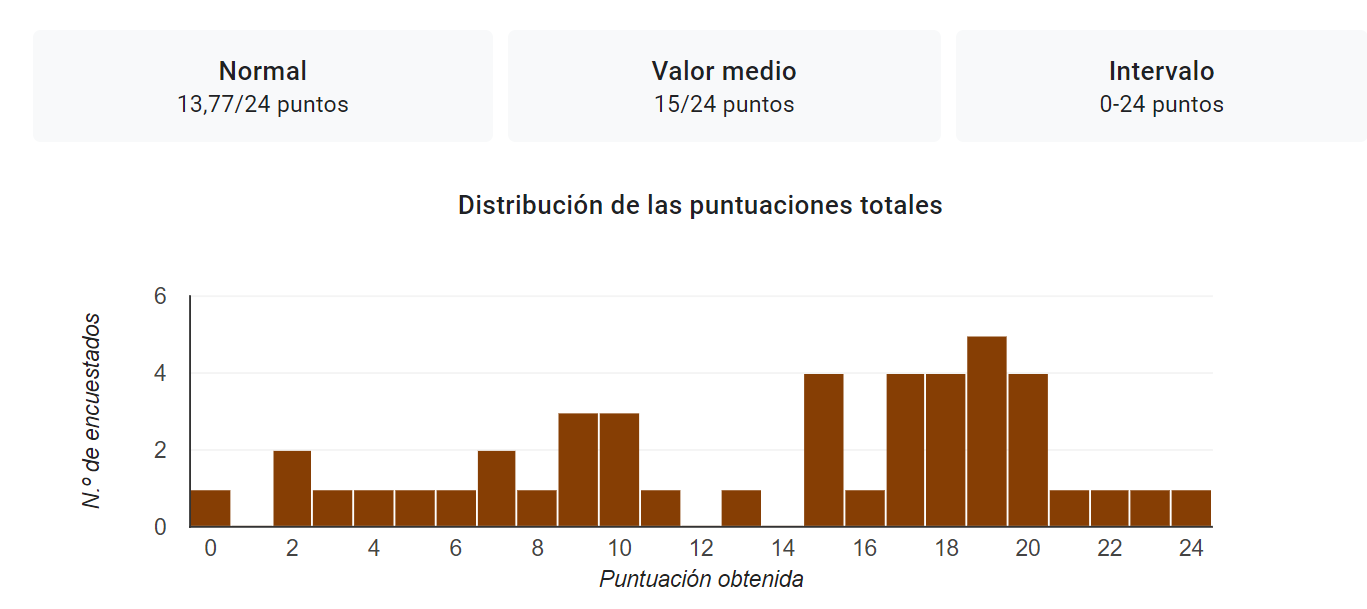 Normal
13,77/24 puntos
Valor medio
15/24 puntos
Intervalo
0-24 puntos
Distribución de las puntuaciones totales
N.º de encuestados
6
4
2
0
0 2 4 6 8 10 12 14 16 18 20 22 24
Puntuación obtenida